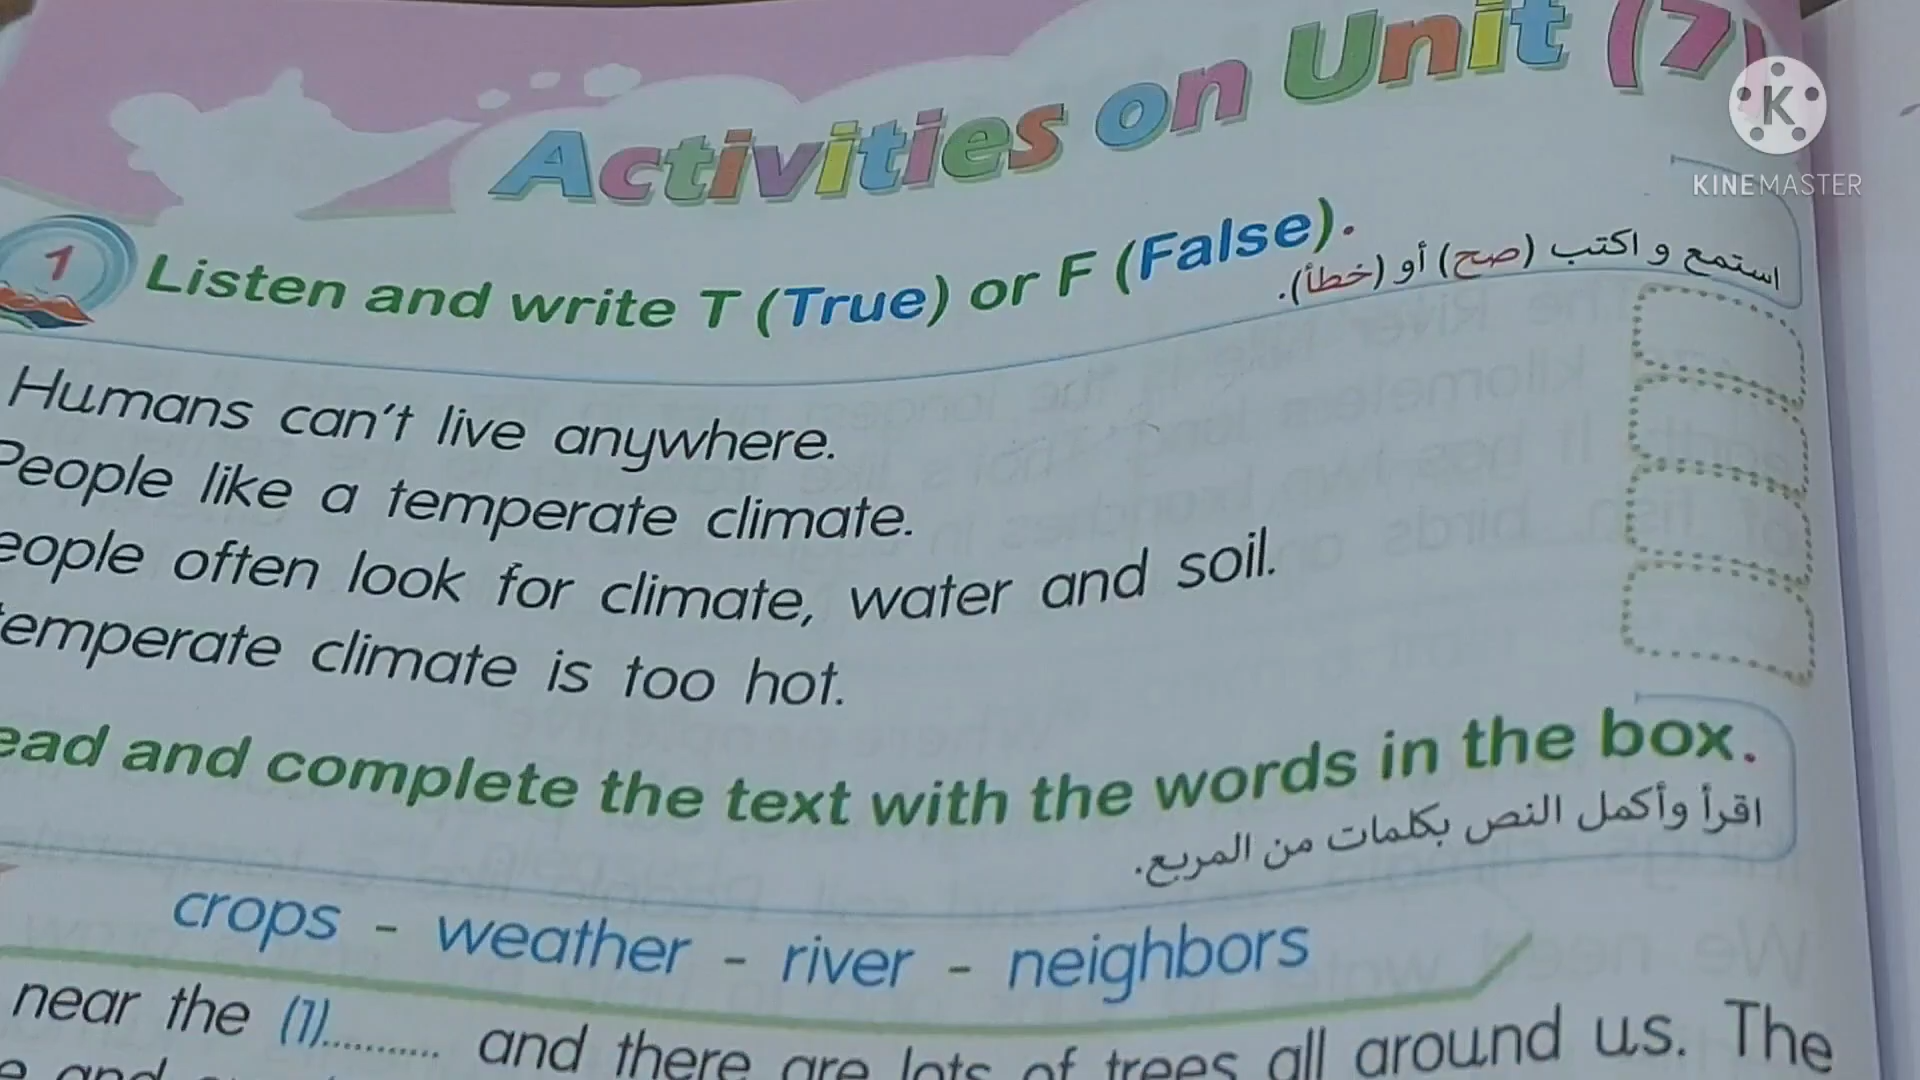 Activities on Unit (7)
KINEMASTER
1 Listen and write T (True) or F (False).
استمع و اكتب (صح) أو (خطأ).
Humans can't live anywhere.
People like a temperate climate.
eople often look for climate, water and soil.
temperate climate is too hot.
ead and complete the text with the words in the box.
اقرأ وأكمل النص بكلمات من المربع.
crops - weather - river - neighbors
near the (1)........... and there are lots of trees all around us. The